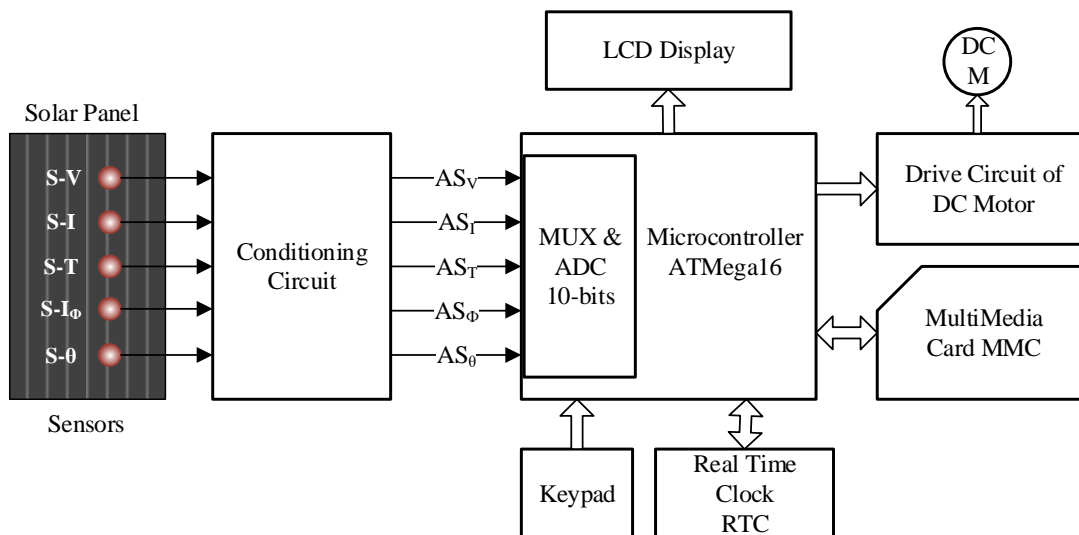 LCD Display
DC
M
Solar Panel
S-V
S-I
S-T
S-IΦ
S-θ
Sensors
Conditioning
Circuit
ASV
ASI
AST
ASΦ
ASθ
MUX &
ADC
10-bits
Microcontroller
ATMega16
Drive Circuit of
DC Motor
MultiMedia
Card MMC
Keypad
Real Time
Clock
RTC